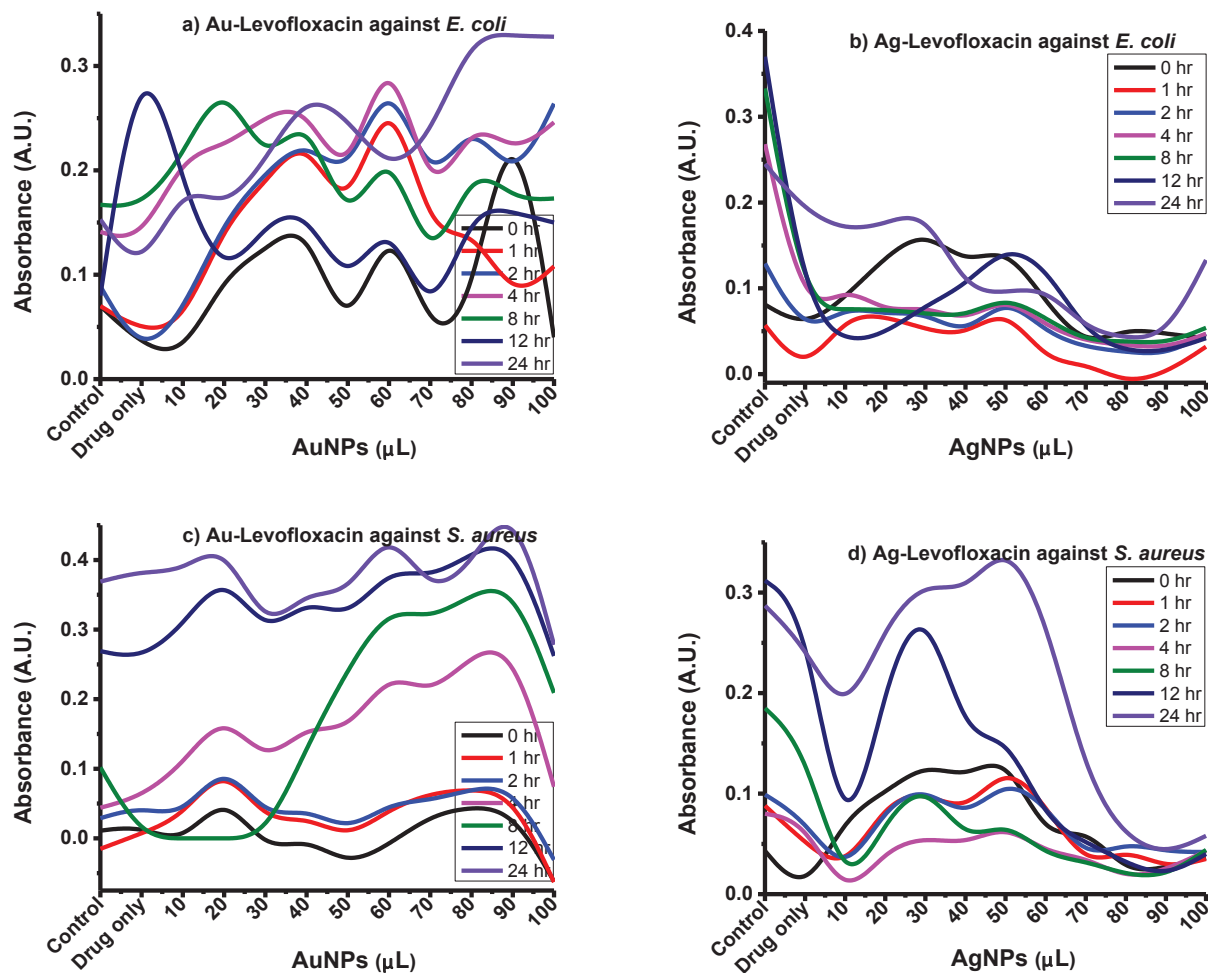 a) Au-Levofloxacin against E. coli
Absorbance (A.U.)
0.3
0.2
0.1
0.0
0 hr
1 hr
2 hr
4 hr
8 hr
12 hr
24 hr
Control
Drug only
10
20
30
40
50
60
70
80
90
100
AuNPs (μL)
b) Ag-Levofloxacin against E. coli
Absorbance (A.U.)
0.4
0.3
0.2
0.1
0.0
0 hr
1 hr
2 hr
4 hr
8 hr
12 hr
24 hr
Control
Drug only
10
20
30
40
50
60
70
80
90
100
AgNPs (μL)
c) Au-Levofloxacin against S. aureus
Absorbance (A.U.)
0.4
0.3
0.2
0.1
0.0
0 hr
1 hr
2 hr
4 hr
8 hr
12 hr
24 hr
Control
Drug only
10
20
30
40
50
60
70
80
90
100
AuNPs (μL)
d) Ag-Levofloxacin against S. aureus
Absorbance (A.U.)
0.3
0.2
0.1
0.0
0 hr
1 hr
2 hr
4 hr
8 hr
12 hr
24 hr
Control
Drug only
10
20
30
40
50
60
70
80
90
100
AgNPs (μL)